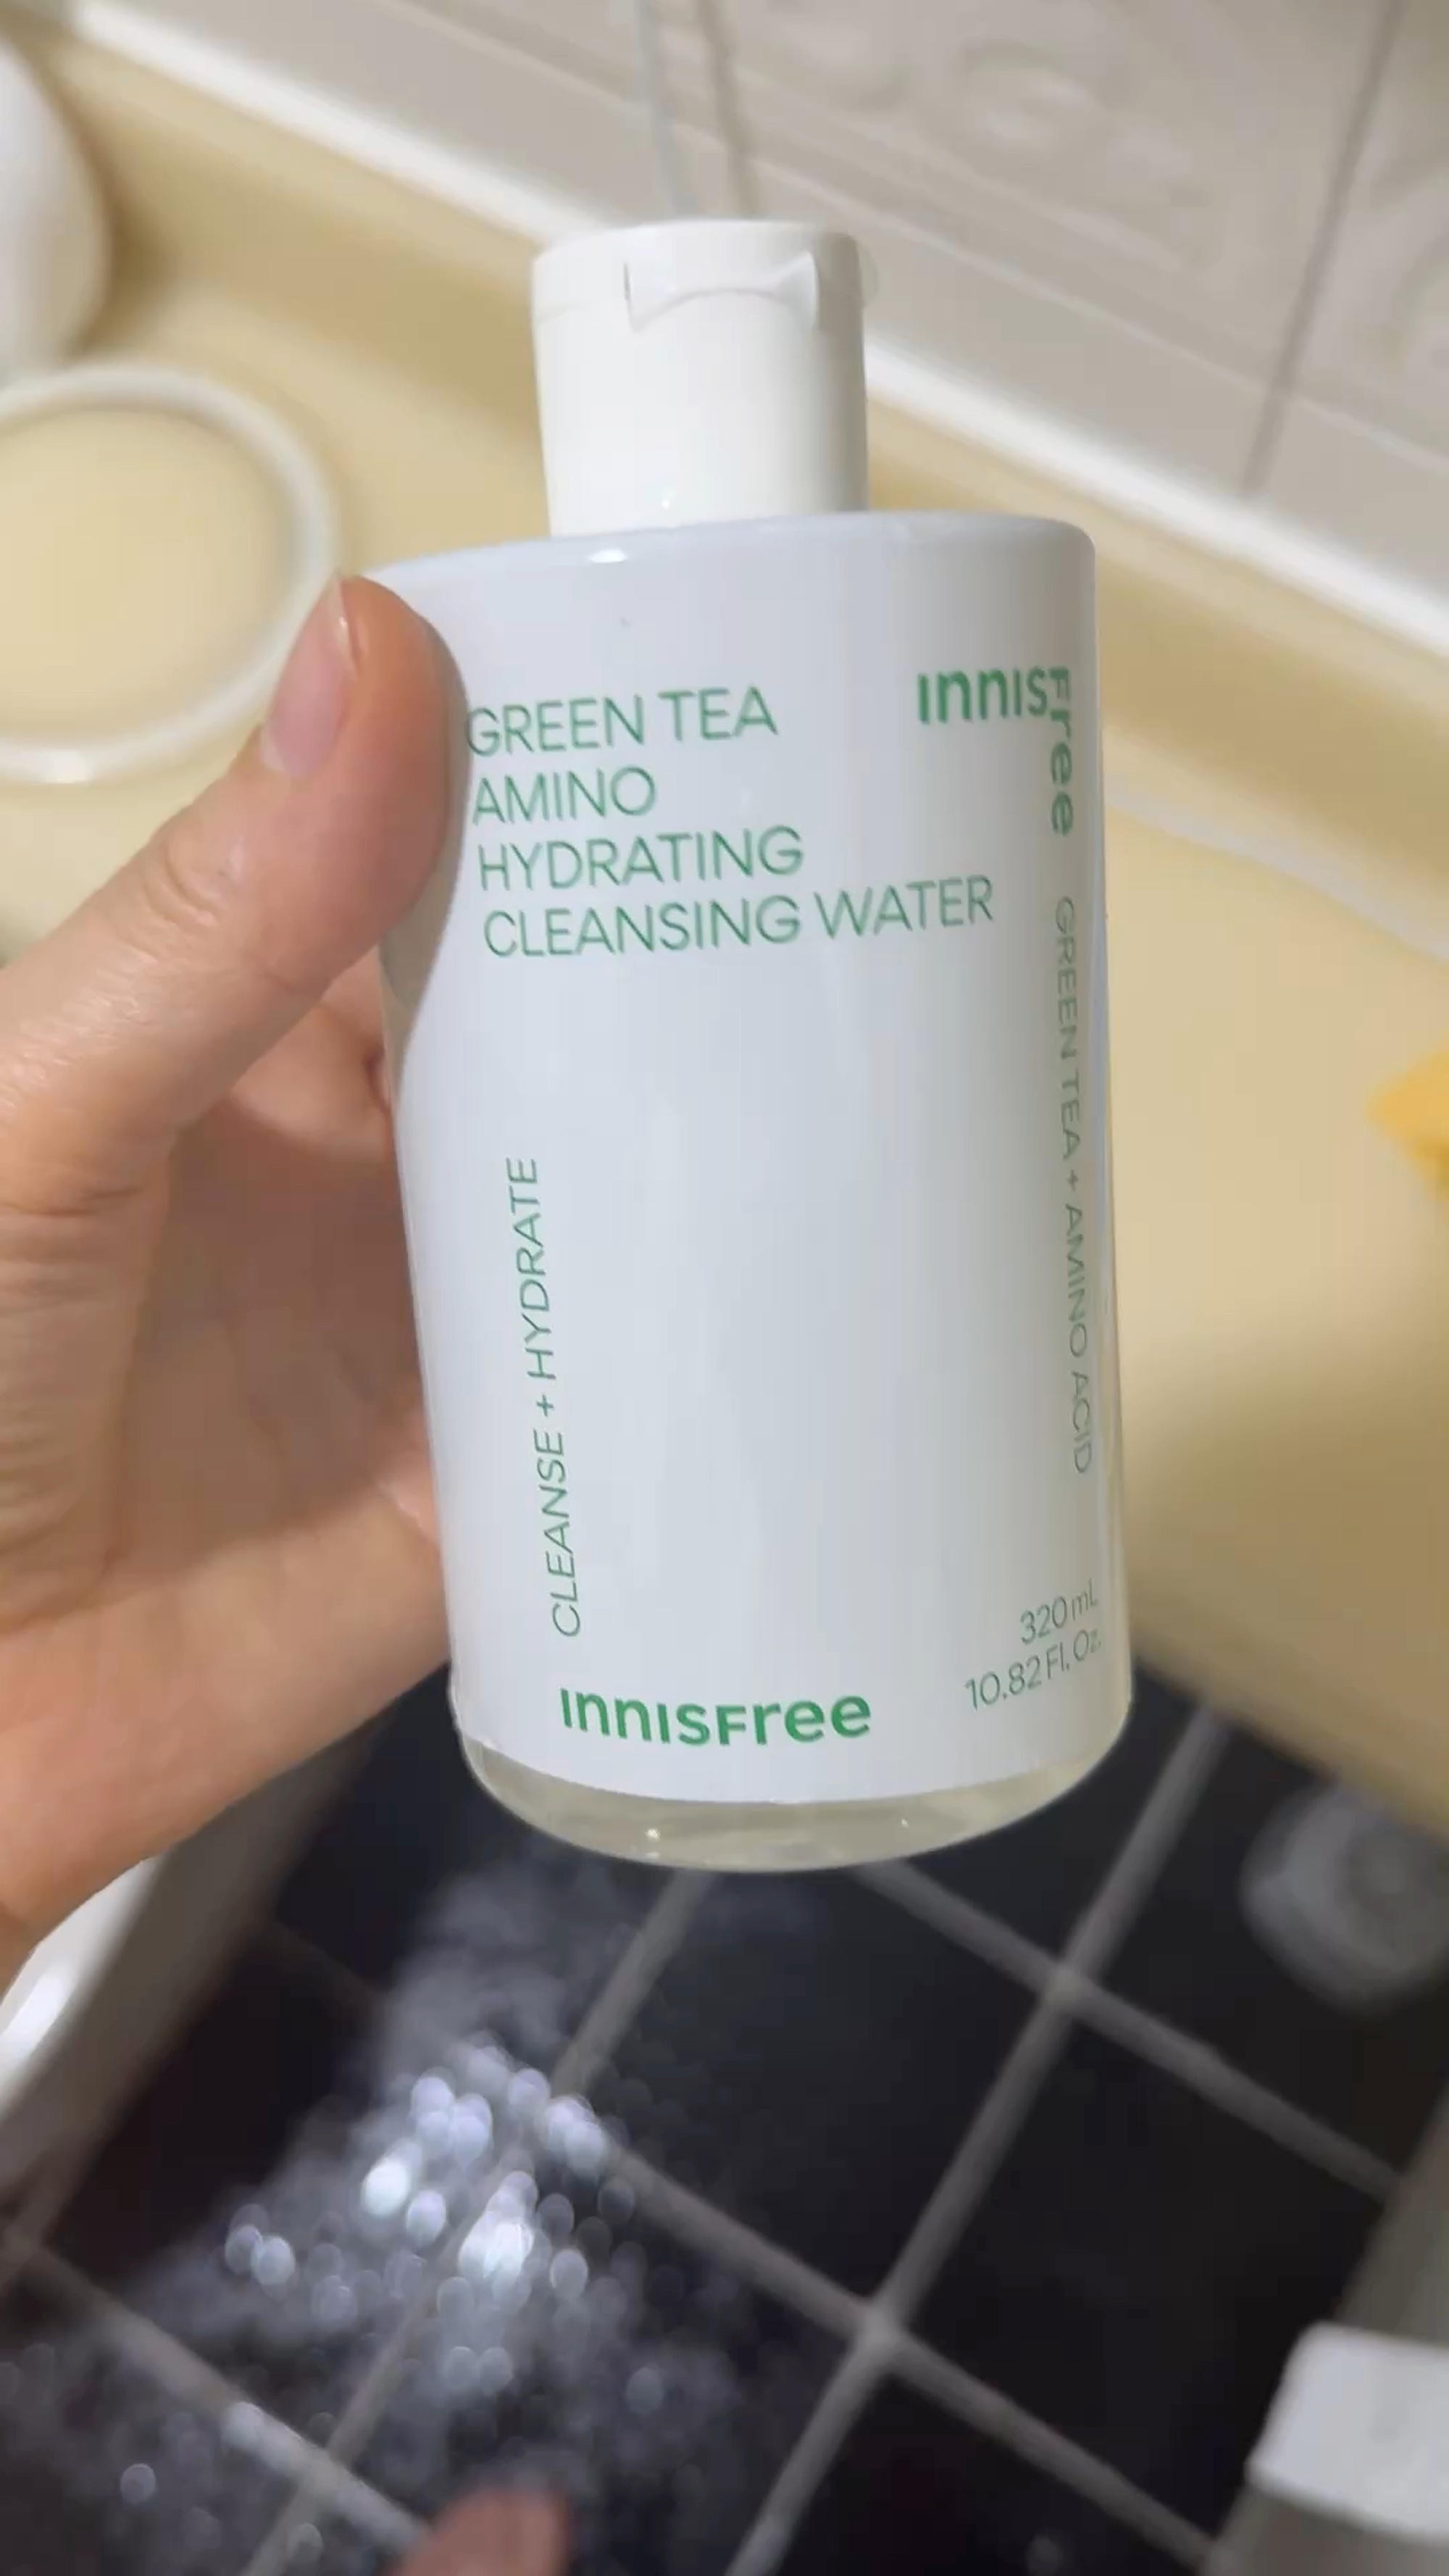 GREEN TEA
AMINO
HYDRATING
CLEANSING WATER
INNISFree
GREEN TEA + AMINO ACID
CLEANSE + HYDRATE
320 mL
10.82 Fl. Oz.
INNISFree